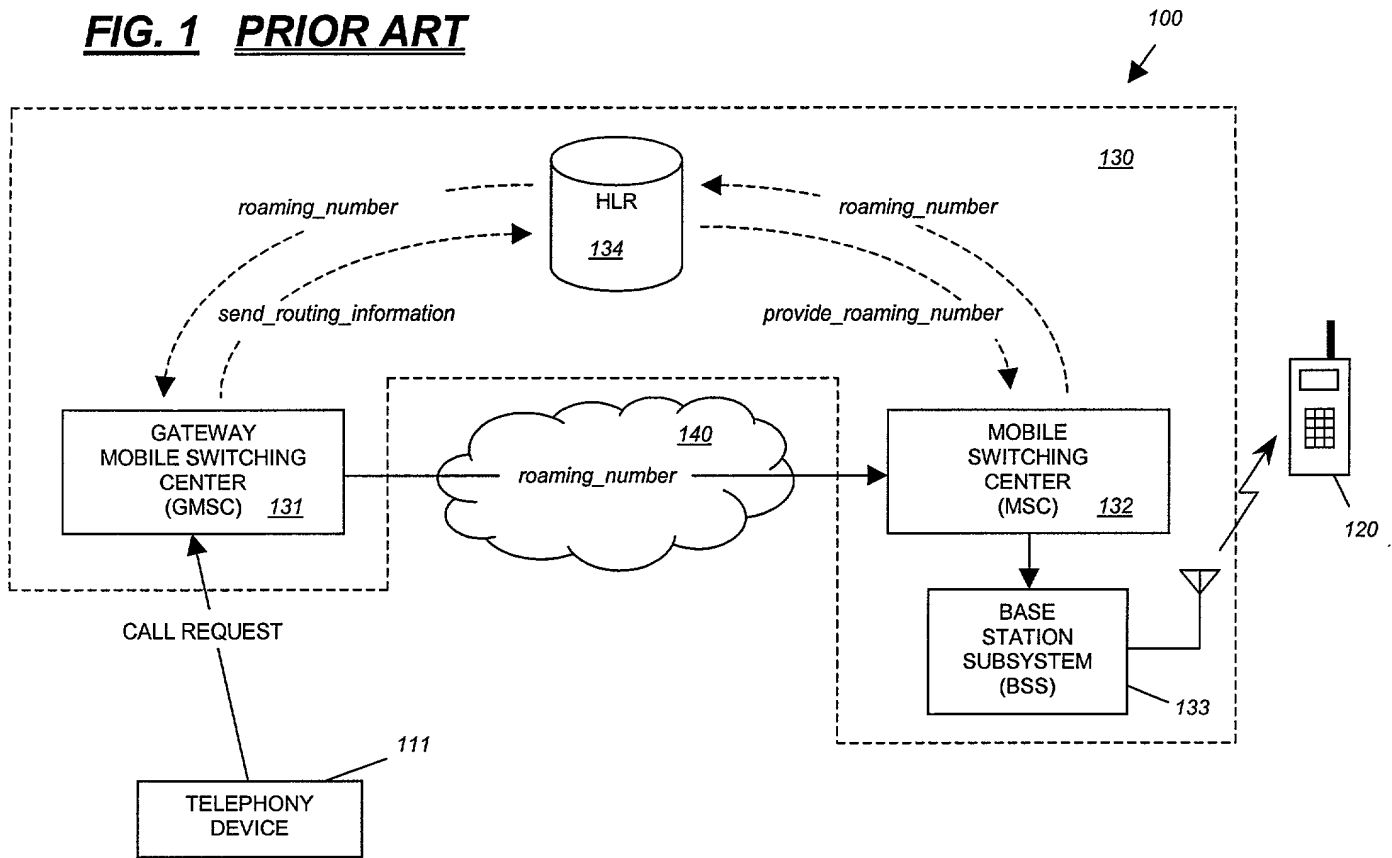 FIG. 1 PRIOR ART
100
130
HLR
134
roaming_number
roaming_number
send_routing_information
provide_roaming_number
GATEWAY
MOBILE SWITCHING
CENTER
(GMSC) 131
140
roaming_number
MOBILE
SWITCHING
CENTER
(MSC) 132
120
CALL REQUEST
BASE
STATION
SUBSYSTEM
(BSS)
133
111
TELEPHONY
DEVICE